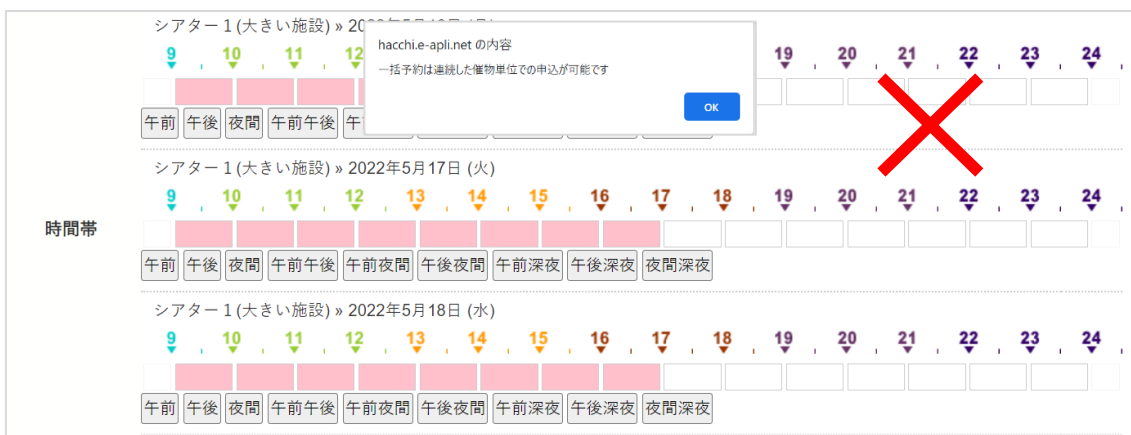 シアター１(大きい施設) » 20
hacchi.e-apli.net の内容
一括予約は連続した催物単位での申込が可能です
OK
9 10 11 12 19 20 21 22 23 24
午前 午後 夜間 午前午後
シアター１(大きい施設) » 2022年5月17日 (火)
9 10 11 12 13 14 15 16 17 18 19 20 21 22 23 24
時間帯
午前 午後 夜間 午前午後 午前夜間 午後夜間 午前深夜 午後深夜 夜間深夜
シアター１(大きい施設) » 2022年5月18日 (水)
9 10 11 12 13 14 15 16 17 18 19 20 21 22 23 24
午前 午後 夜間 午前午後 午前夜間 午後夜間 午前深夜 午後深夜 夜間深夜